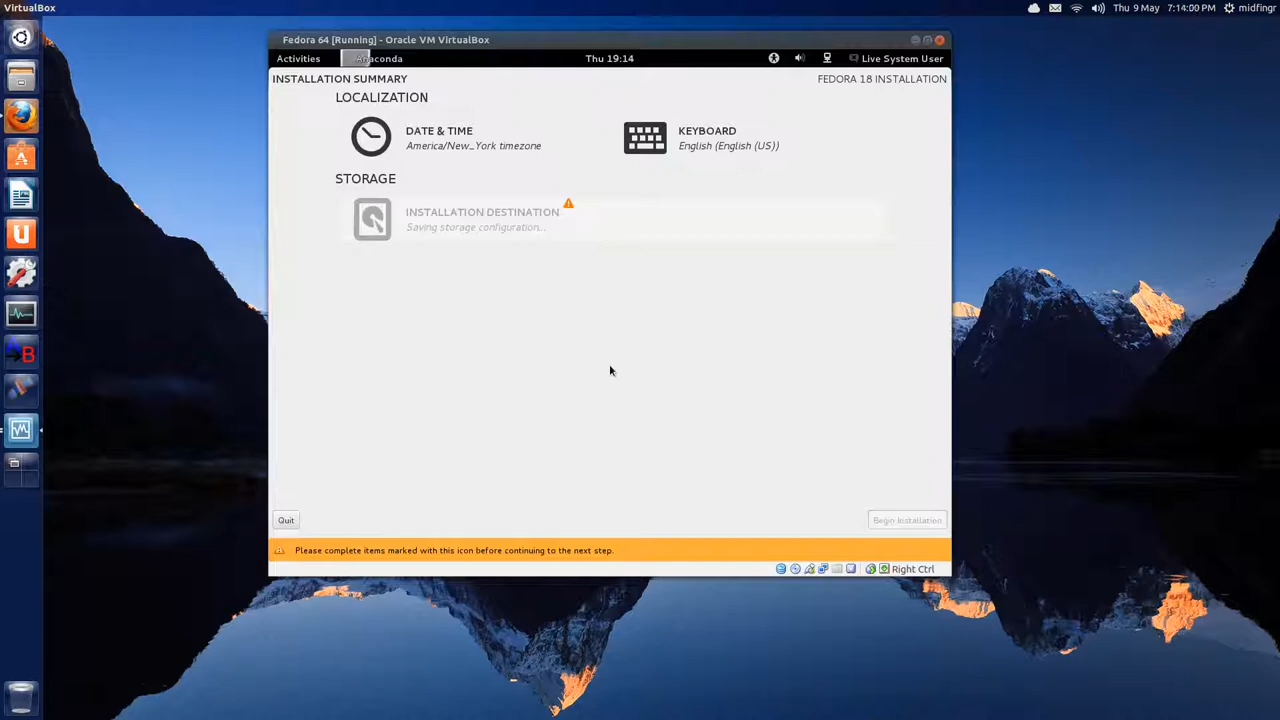 VirtualBox
Thu 9 May 7:14:00 PM midfingr
Fedora 64 [Running] - Oracle VM VirtualBox
Activities
Anaconda
Thu 19:14
Live System User
INSTALLATION SUMMARY
FEDORA 18 INSTALLATION
LOCALIZATION
DATE & TIME
America/New_York timezone
KEYBOARD
English (English (US))
STORAGE
INSTALLATION DESTINATION
Saving storage configuration...
Quit
Begin Installation
Please complete items marked with this icon before continuing to the next step.
Right Ctrl